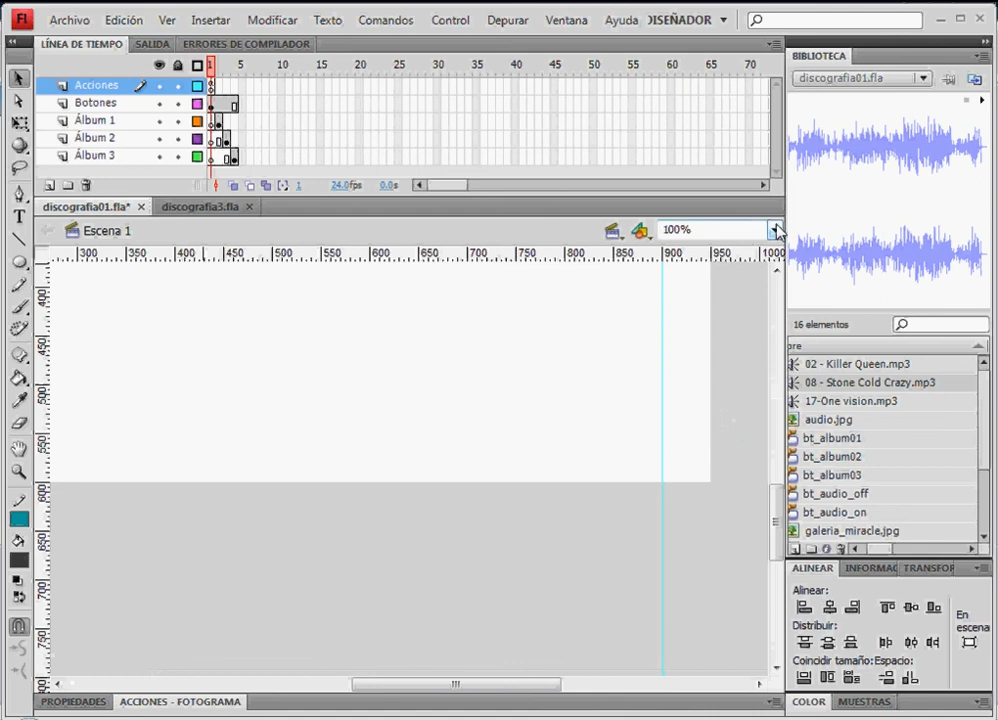 Fl Archivo Edición Ver Insertar Modificar Texto Comandos Control Depurar Ventana Ayuda DISEÑADOR
LÍNEA DE TIEMPO SALIDA ERRORES DE COMPILADOR
BIBLIOTECA
1 5 10 15 20 25 30 35 40 45 50 55 60 65 70
discografia01.fla
Acciones
Botones
Álbum 1
Álbum 2
Álbum 3
1 24.0fps 0.0s
discografia01.fla* discografia3.fla
Escena 1
100%
300 350 400 450 500 550 600 650 700 750 800 850 900 950 1000
400
450
500
550
600
650
700
750
16 elementos
bre
02 - Killer Queen.mp3
08 - Stone Cold Crazy.mp3
17-One vision.mp3
audio.jpg
bt_album01
bt_album02
bt_album03
bt_audio_off
bt_audio_on
galeria_miracle.jpg
ALINEAR INFORMAC TRANSFOR
Alinear:
En
escena
Distribuir:
Coincidir tamaño: Espacio:
PROPIEDADES ACCIONES - FOTOGRAMA
COLOR MUESTRAS